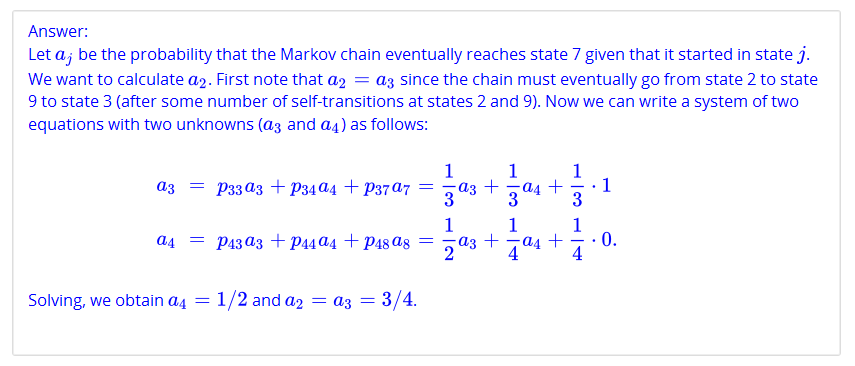 Answer:
Let a_j be the probability that the Markov chain eventually reaches state 7 given that it started in state j.
We want to calculate a_2. First note that a_2 = a_3 since the chain must eventually go from state 2 to state
9 to state 3 (after some number of self-transitions at states 2 and 9). Now we can write a system of two
equations with two unknowns (a_3 and a_4) as follows:
a_3 = p_33 a_3 + p_34 a_4 + p_37 a_7 = 1/3 a_3 + 1/3 a_4 + 1/3 · 1
a_4 = p_43 a_3 + p_44 a_4 + p_48 a_8 = 1/2 a_3 + 1/4 a_4 + 1/4 · 0.
Solving, we obtain a_4 = 1/2 and a_2 = a_3 = 3/4.